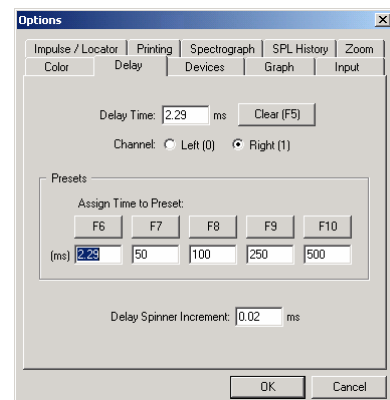 Options
Impulse / Locator Printing Spectrograph SPL History Zoom
Color Delay Devices Graph Input
Delay Time: 2.29 ms Clear (F5)
Channel: Left (0) Right (1)
Presets
Assign Time to Preset:
F6 F7 F8 F9 F10
(ms) 2.29 50 100 250 500
Delay Spinner Increment: 0.02 ms
OK Cancel